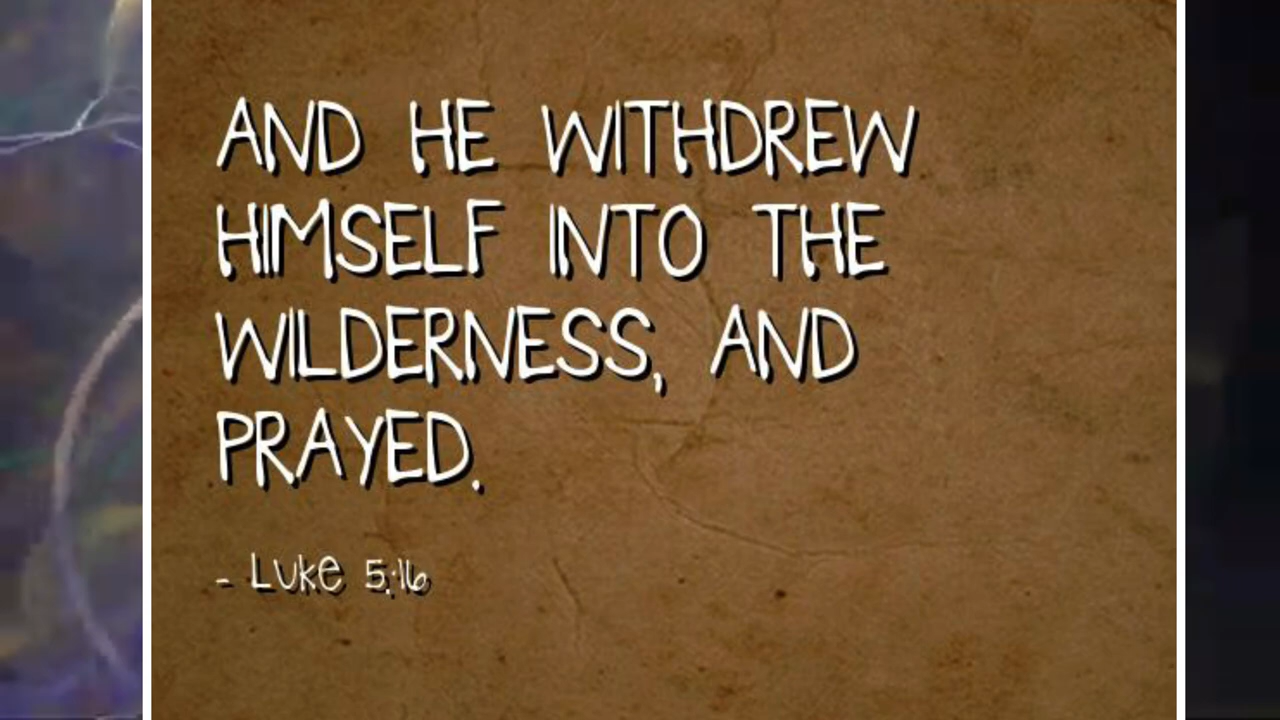 AND HE WITHDREW
HIMSELF INTO THE
WILDERNESS, AND
PRAYED.
- Luke 5:16